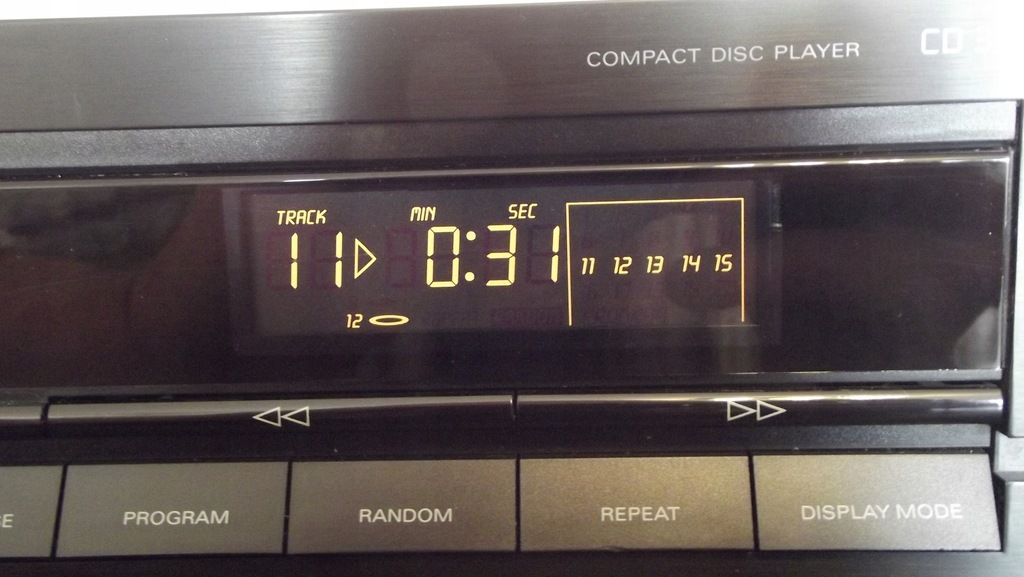 COMPACT DISC PLAYER CD
TRACK MIN SEC
11 0:31 11 12 13 14 15
12
PROGRAM RANDOM REPEAT DISPLAY MODE